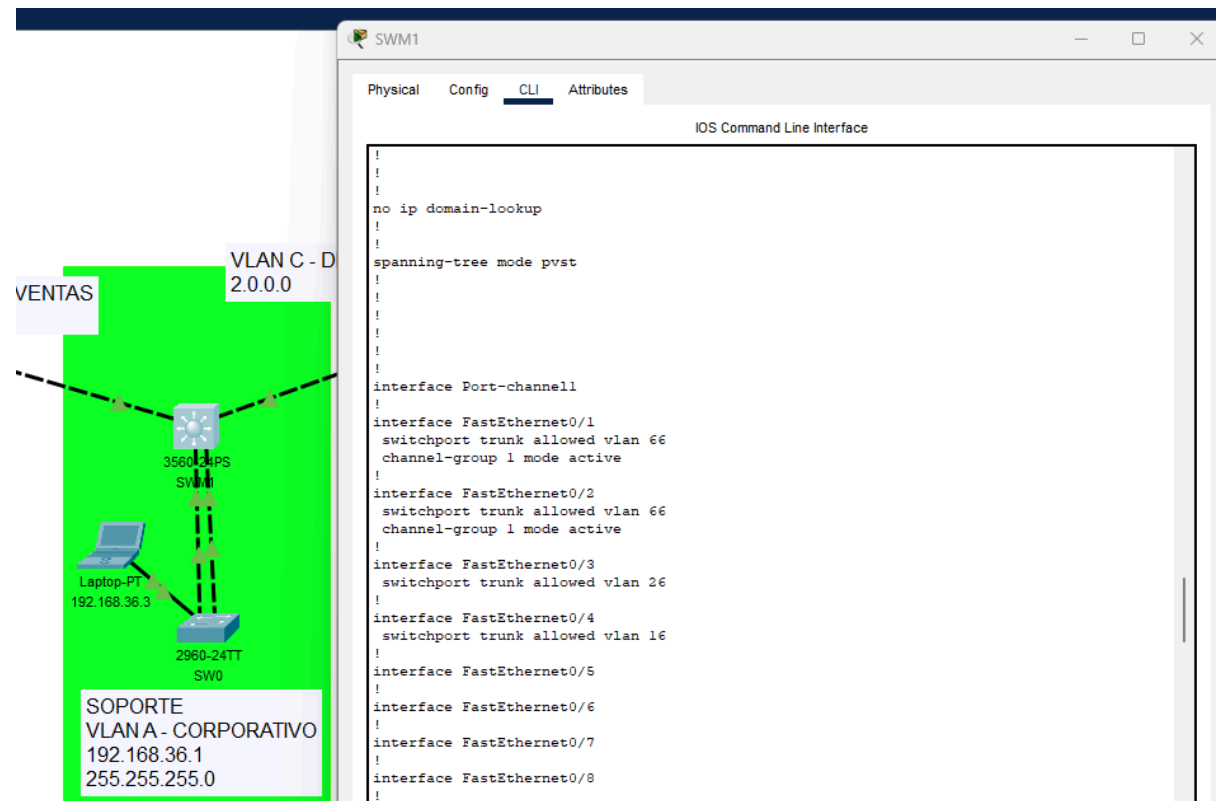 SWM1
Physical Config CLI Attributes
IOS Command Line Interface
!
!
!
no ip domain-lookup
!
!
spanning-tree mode pvst
!
!
!
!
!
!
interface Port-channel1
!
interface FastEthernet0/1
switchport trunk allowed vlan 66
channel-group 1 mode active
!
interface FastEthernet0/2
switchport trunk allowed vlan 66
channel-group 1 mode active
!
interface FastEthernet0/3
switchport trunk allowed vlan 26
!
interface FastEthernet0/4
switchport trunk allowed vlan 16
!
interface FastEthernet0/5
!
interface FastEthernet0/6
!
interface FastEthernet0/7
!
interface FastEthernet0/8
!
VLAN C - D
2.0.0.0
VENTAS
3560-24PS
SWM1
Laptop-PT
192.168.36.3
2960-24TT
SW0
SOPORTE
VLAN A - CORPORATIVO
192.168.36.1
255.255.255.0